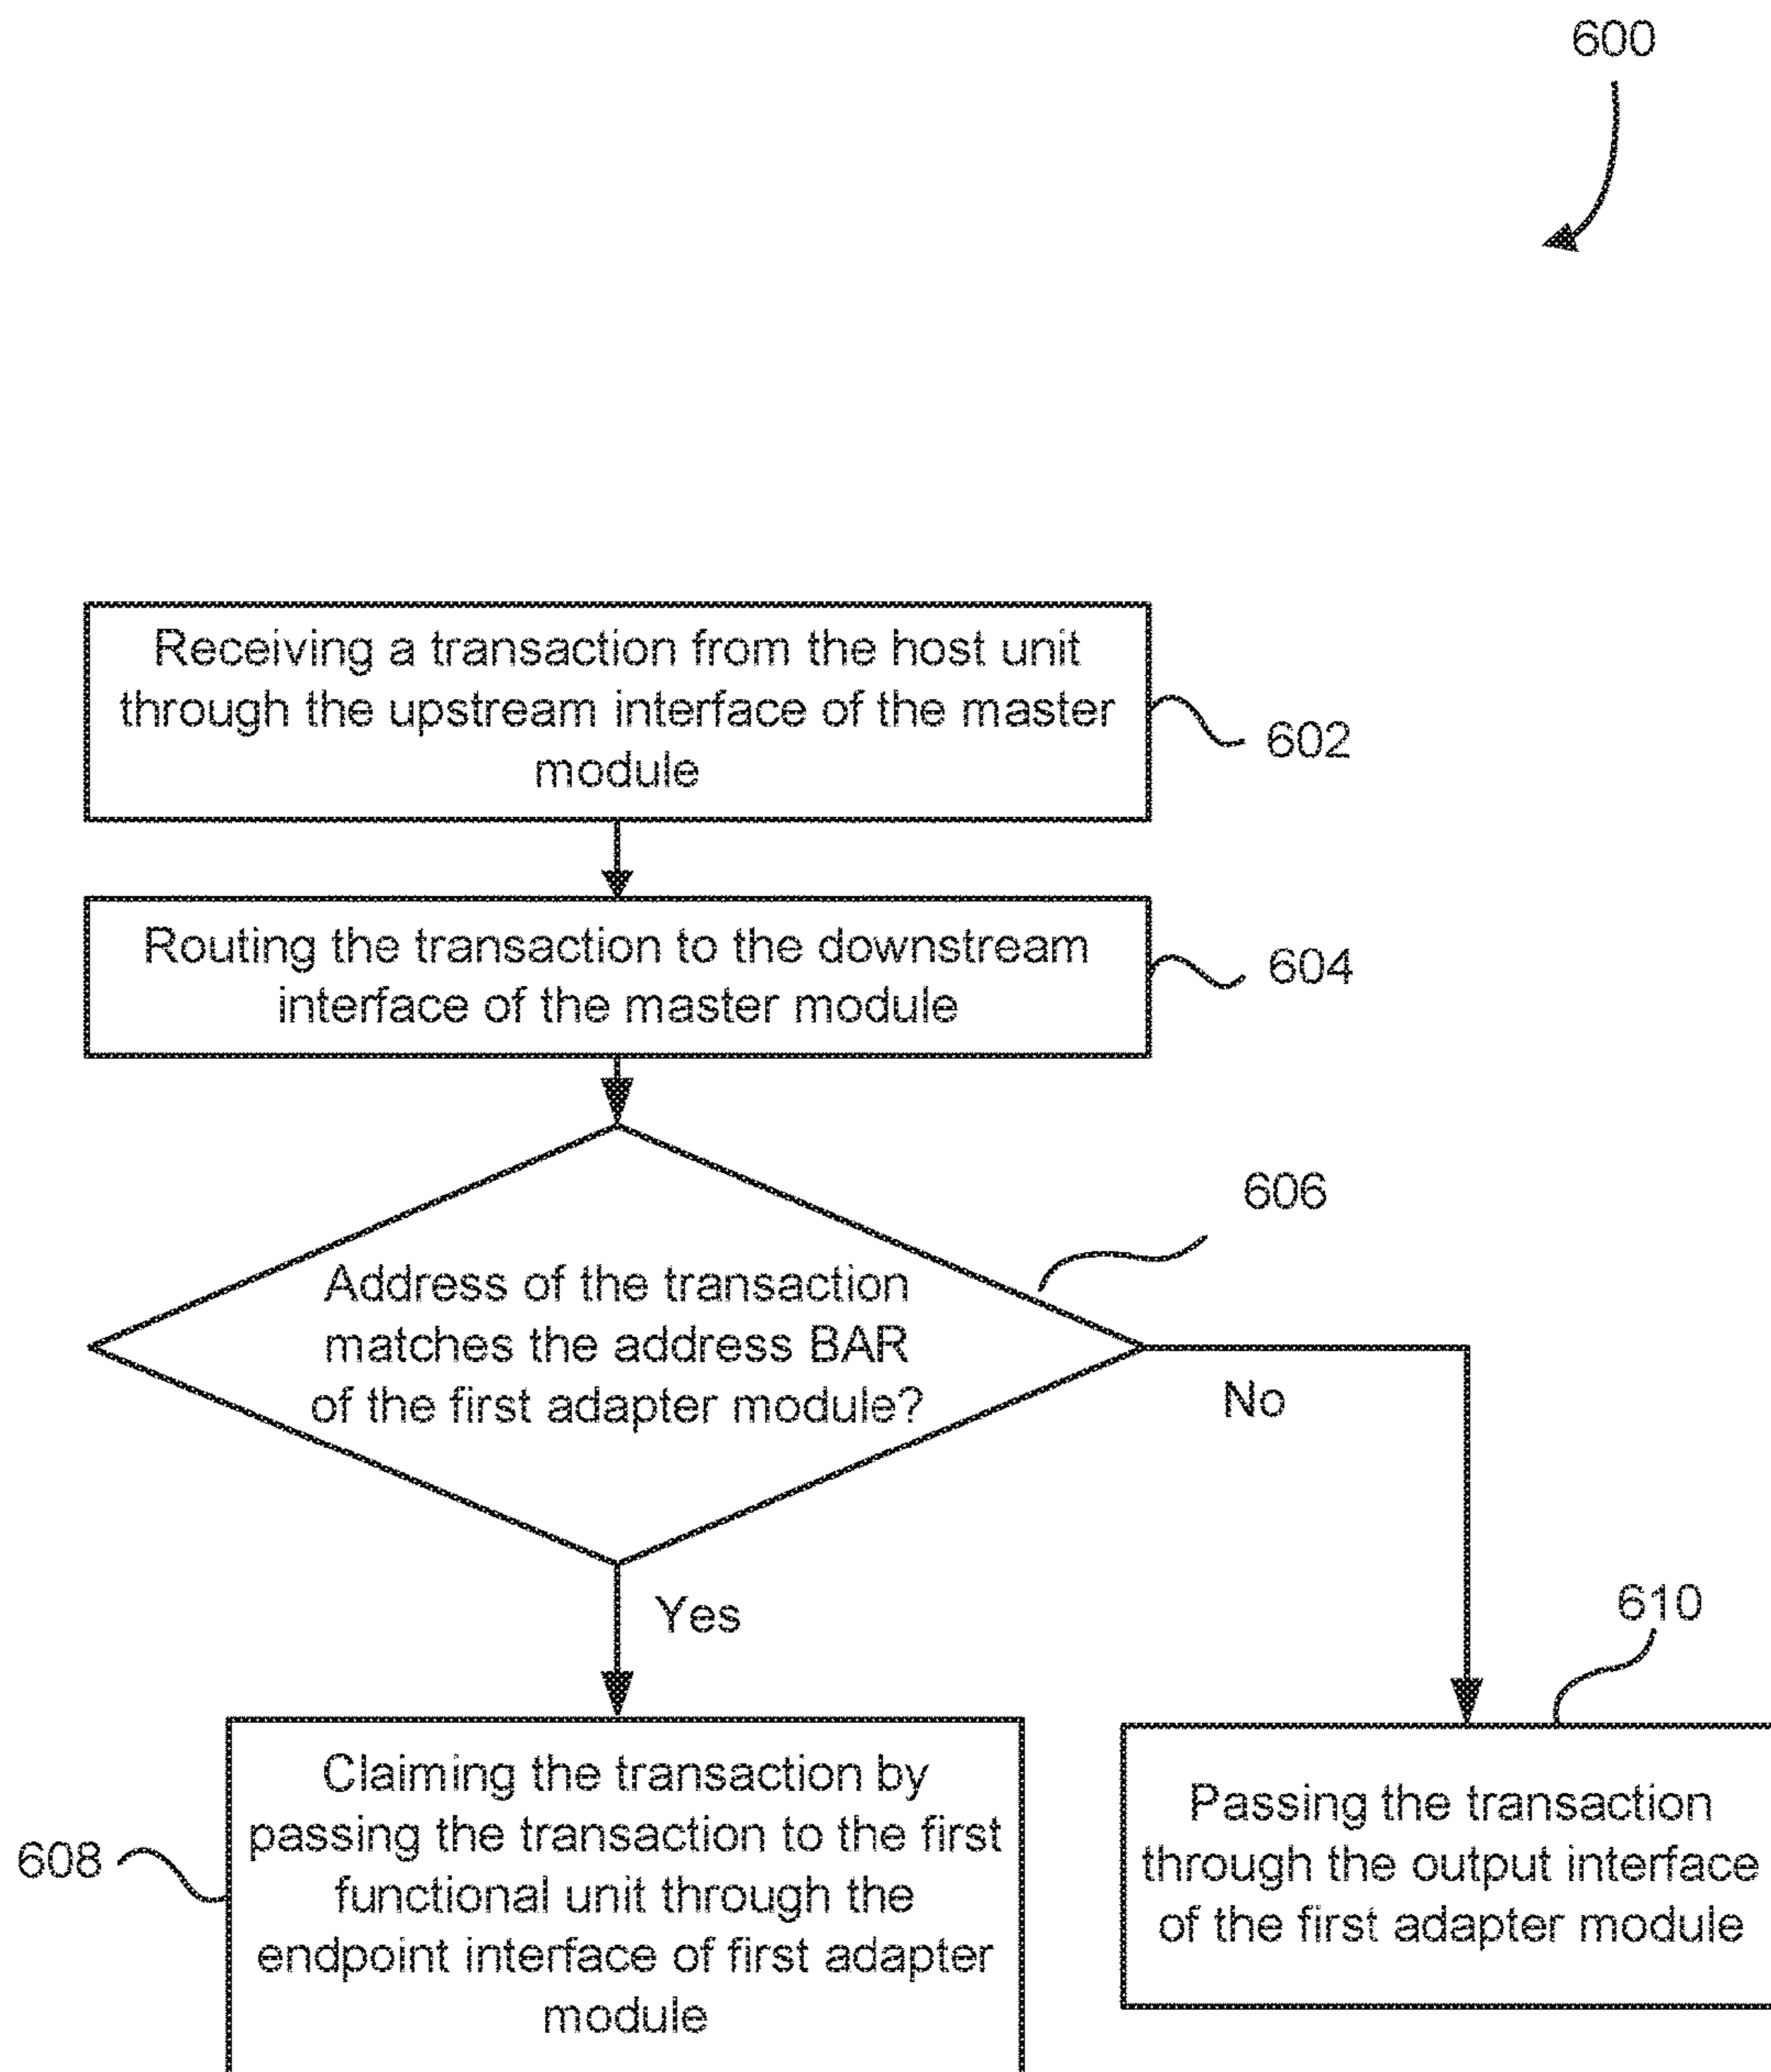 600
Receiving a transaction from the host unit
through the upstream interface of the master
module
602
Routing the transaction to the downstream
interface of the master module
604
606
Address of the transaction
matches the address BAR
of the first adapter module?
No
Yes
610
Claiming the transaction by
passing the transaction to the first
functional unit through the
endpoint interface of first adapter
module
608
Passing the transaction
through the output interface
of the first adapter module